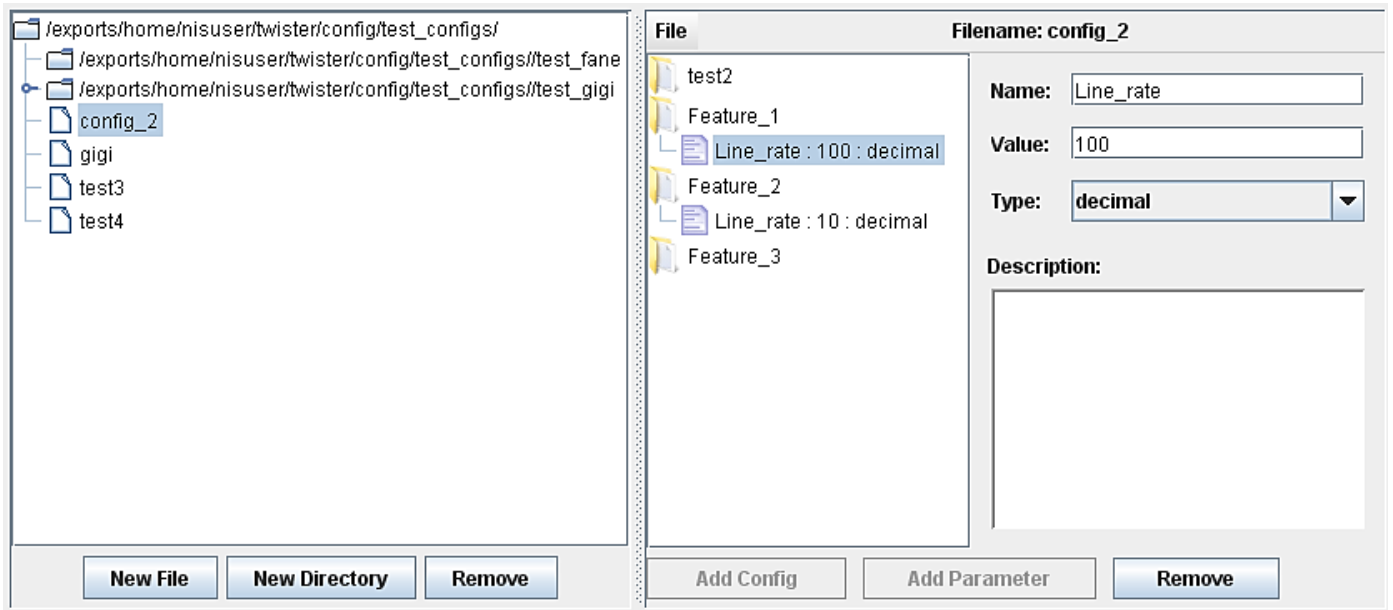 /exports/home/nisuser/twister/config/test_configs/
/exports/home/nisuser/twister/config/test_configs//test_fane
/exports/home/nisuser/twister/config/test_configs//test_gigi
config_2
gigi
test3
test4
New File
New Directory
Remove
File
Filename: config_2
test2
Feature_1
Line_rate : 100 : decimal
Feature_2
Line_rate : 10 : decimal
Feature_3
Name:
Line_rate
Value:
100
Type:
decimal
Description:
Add Config
Add Parameter
Remove